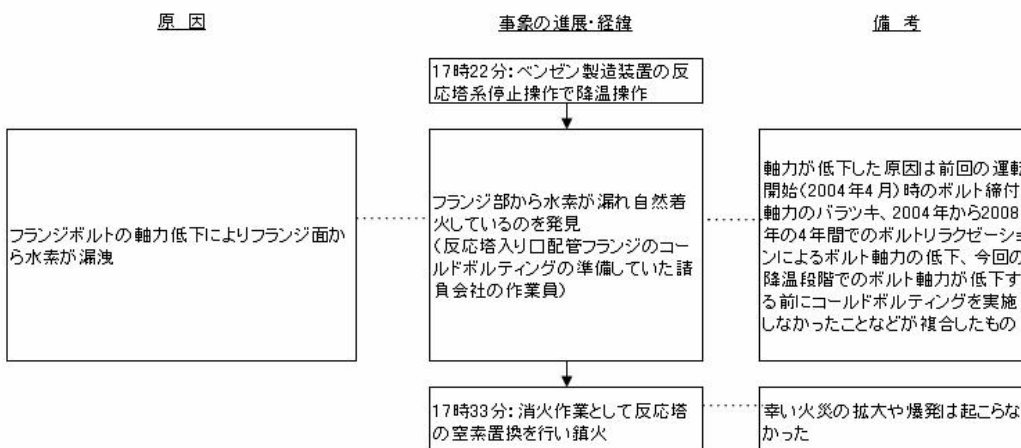 原 因
事象の進展・経緯
備 考
17時22分：ベンゼン製造装置の反
応塔系停止操作で降温操作
フランジボルトの軸力低下によりフランジ面か
ら水素が漏洩
フランジ部から水素が漏れ自然着
火しているのを発見
（反応塔入り口配管フランジのコー
ルドボルティングの準備していた請
負会社の作業員）
軸力が低下した原因は前回の運転
開始（2004年4月）時のボルト締付
軸力のバラツキ、2004年から2008
年の4年間でのボルトリラクゼーショ
ンによるボルト軸力の低下、今回の
降温段階でのボルト軸力が低下す
る前にコールドボルティングを実施
しなかったことなどが複合したもの
17時33分：消火作業として反応塔
の窒素置換を行い鎮火
幸い火災の拡大や爆発は起こらな
かった